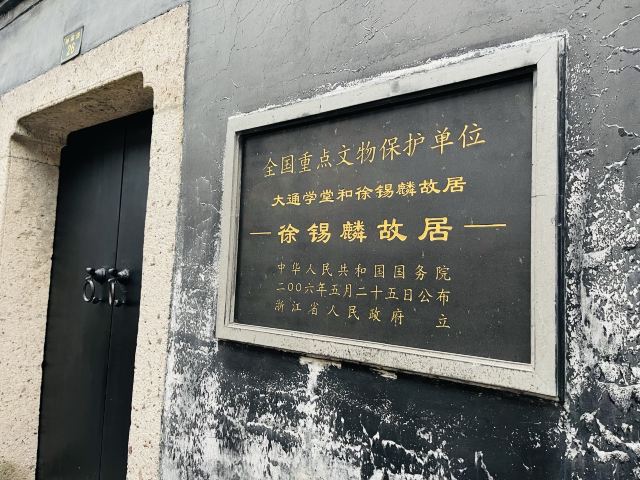 全国重点文物保护单位
大通学堂和徐锡麟故居
—徐锡麟故居—
中华人民共和国国务院
二〇〇六年五月二十五日公布
浙江省人民政府 立